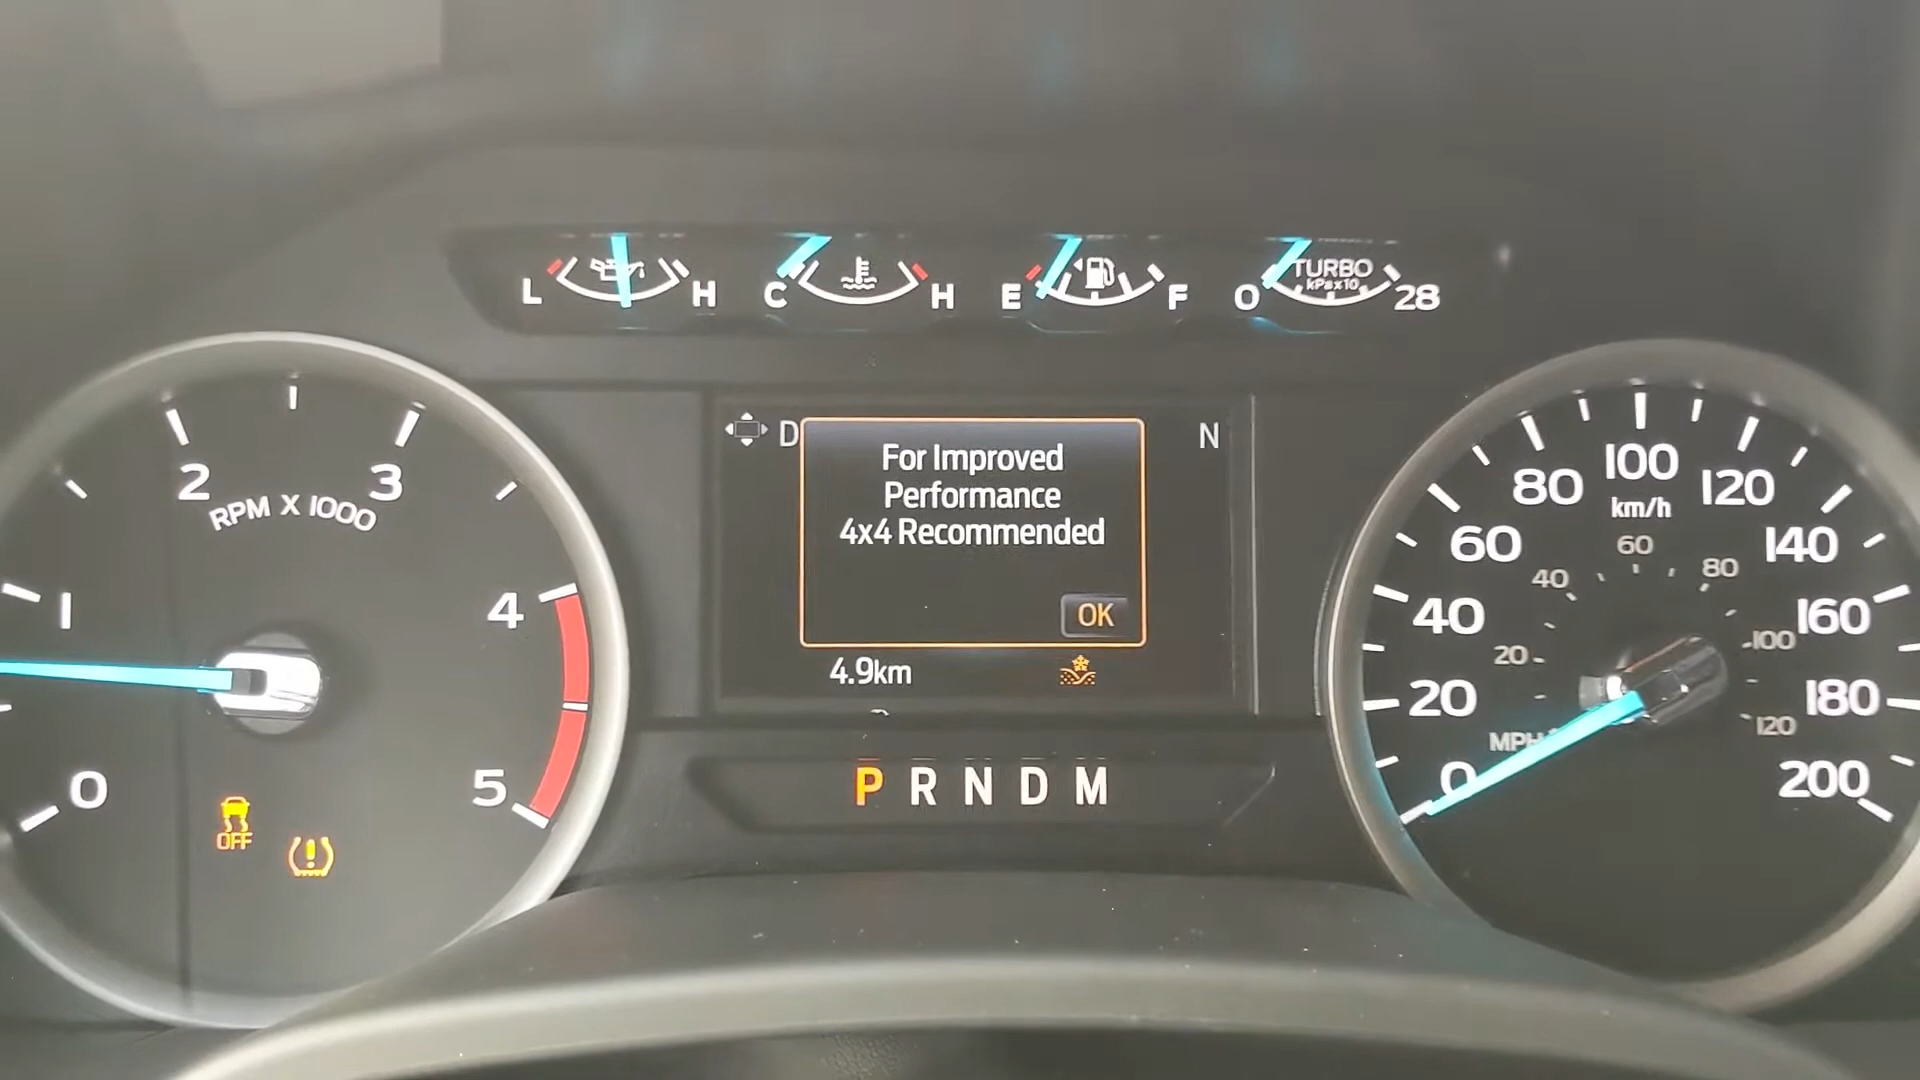 L H C H E F 0 TURBO 28
kPax10
D N
For Improved
Performance
4x4 Recommended
OK
4.9km
P R N D M
0 1 2 3 4 5
RPM X 1000
OFF
0 20 40 60 80 100 120 140 160 180 200
km/h
20 40 60 80 100 120
MPH